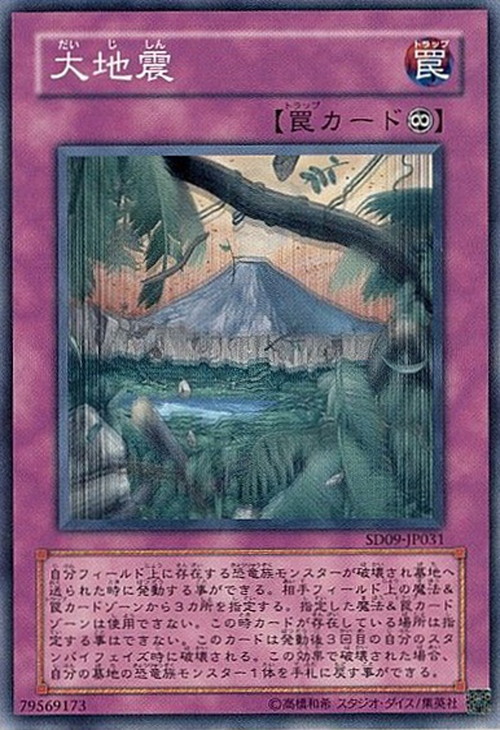 だい じ しん
大地震
トラップ
罠
トラップ
【罠カード∞】
SD09-JP031
自分フィールド上に存在する恐竜族モンスターが破壊され墓地へ
送られた時に発動する事ができる。相手フィールド上の魔法&
罠カードゾーンから3カ所を指定する。指定した魔法&罠カード
ゾーンは使用できない。この時カードが存在している場所は指
定する事はできない。このカードは発動後3回目の自分のスタ
ンバイフェイズ時に破壊される。この効果で破壊された場合、
自分の墓地の恐竜族モンスター1体を手札に戻す事ができる。
79569173
©高橋和希 スタジオ・ダイス/集英社